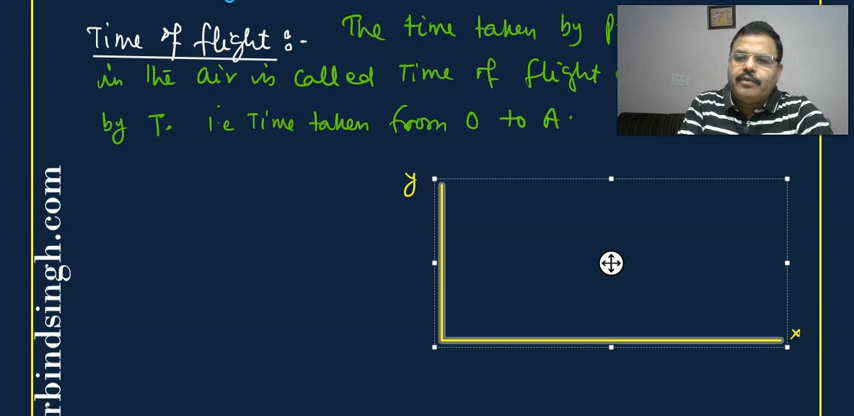 Time of flight :-
The time taken by
in the air is called Time of flight
by T. i.e Time taken from O to A.
y
x
rbindsingh.com